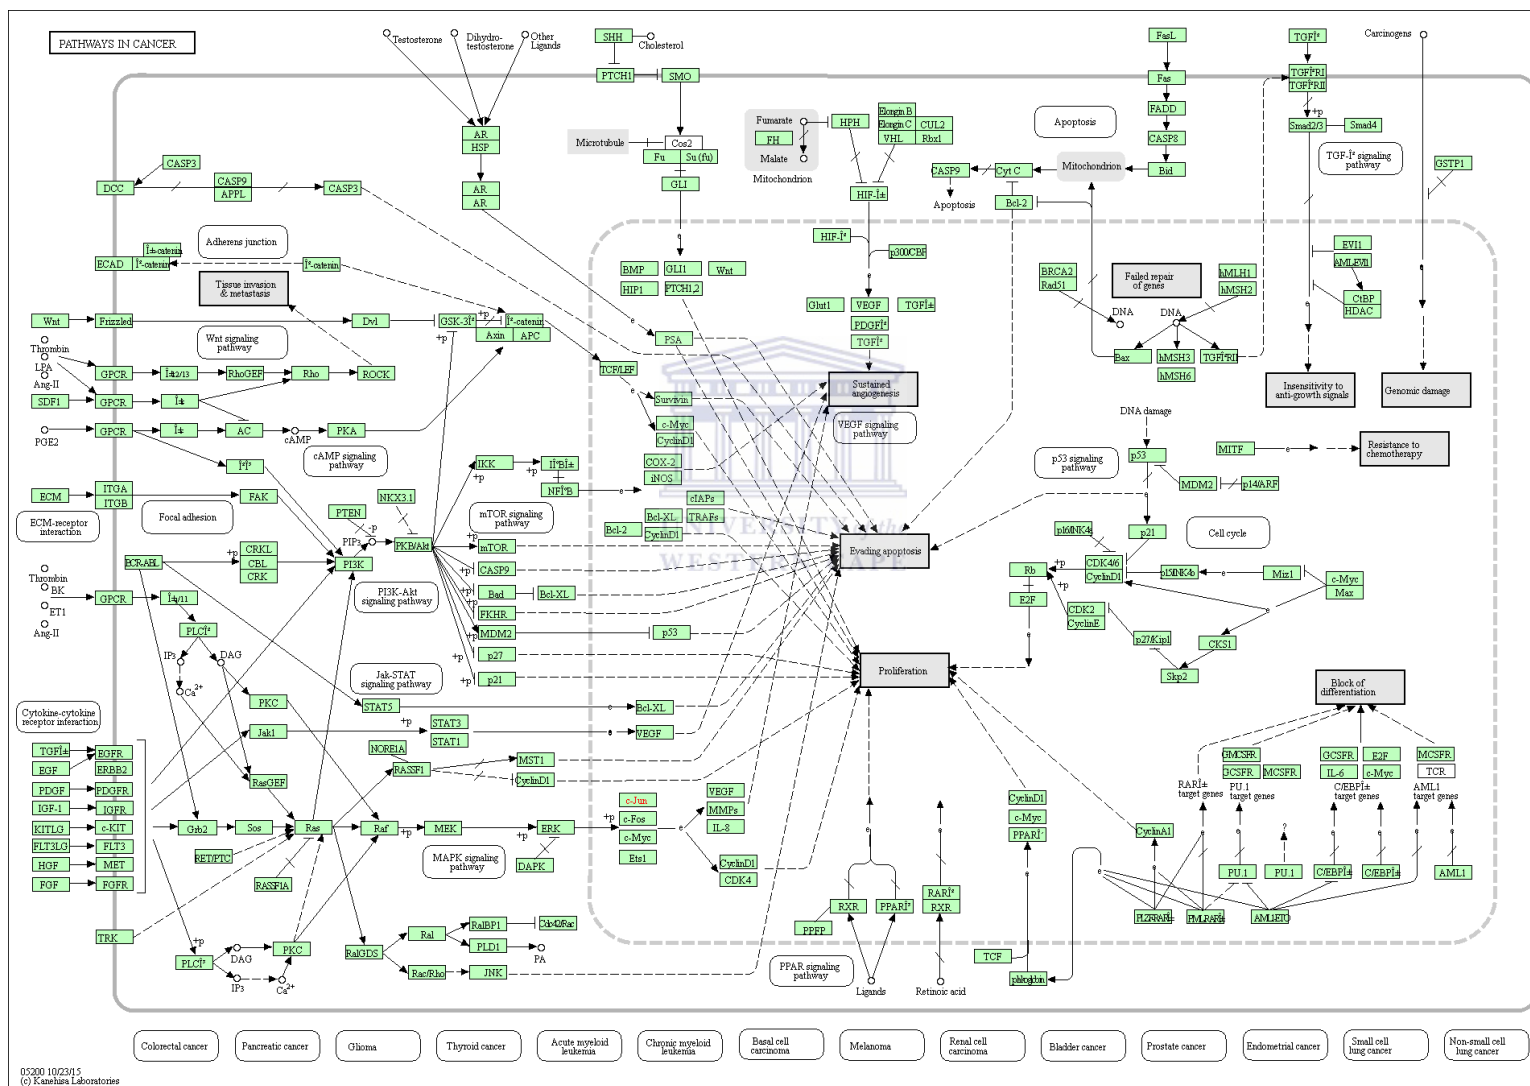 PATHWAYS IN CANCER
Testosterone
Dihydro-
testosterone
Other
Ligands
SHH
Cholesterol
PTCH1
SMO
AR
HSP
AR
AR
Microtubule
Cos2
Fu
Su (fu)
GLI
Fumarate
FH
Malate
Mitochondrion
HPH
Elongin B
Elongin C
CUL2
VHL
Rbx1
HIF-α
HIF-Îα
p300CBP
FasL
Fas
FADD
CASP8
Bid
Apoptosis
CASP9
Cyt C
Mitochondrion
Apoptosis
Bcl-2
Carcinogens
Smad2/3
Smad4
+p
signaling
pathway
GSTP1
CASP3
DCC
CASP9
APPL
CASP3
Adherens junction
ECAD
Tissue invasion
& metastasis
BMP
GLI1
Wnt
HIP1
PTCH1,2
Glut1
VEGF
BRCA2
Rad51
Failed repair
of genes
hMLH1
hMSH2
DNA
DNA
Bax
hMSH3
hMSH6
EVI1
AML-EVI1
CtBP
HDAC
Wnt
Frizzled
Dvl
Axin
APC
Wnt signaling
pathway
PSA
Thrombin
LPA
Ang-II
GPCR
RhoGEF
Rho
ROCK
TCF/LEF
Sustained
angiogenesis
Insensitivity to
anti-growth signals
Genomic damage
SDF1
GPCR
Survivin
c-Myc
CyclinD1
VEGF signaling
pathway
DNA damage
PGE2
GPCR
AC
cAMP
PKA
cAMP signaling
pathway
p53
p53 signaling
pathway
MITF
Resistance to
chemotherapy
IKK
COX-2
iNOS
MDM2
p14/ARF
ECM
ITGA
ITGB
FAK
NKX3.1
PTEN
mTOR signaling
pathway
cIAPs
Bcl-XL
TRAFs
Bcl-2
CyclinD1
UNIVERSITY of the
WESTERN CAPE
ECM-receptor
interaction
Focal adhesion
PIP3
-p
PKB/Akt
mTOR
Evading apoptosis
p21
Cell cycle
BCR-ABL
CRKL
CBL
CRK
PI3K
CASP9
PI3K-Akt
signaling pathway
Bad
Bcl-XL
FKHR
MDM2
p53
p27
p21
Rb
E2F
CDK4/6
CyclinD1
Miz1
c-Myc
Max
CDK2
CyclinE
p27/Kip1
CKS1
Skp2
Thrombin
BK
ET1
Ang-II
GPCR
IP3
DAG
Ca2+
PKC
Jak-STAT
signaling pathway
Proliferation
Block of
differentiation
STAT5
Bcl-XL
Cytokine-cytokine
receptor interaction
Jak1
STAT3
STAT1
VEGF
EGFR
EGF
ERBB2
PDGF
PDGFR
IGF-1
IGFR
KITLG
c-KIT
FLT3LG
FLT3
HGF
MET
FGF
FGFR
TRK
RasGEF
NORE1A
RASSF1
MST1
CyclinD1
Grb2
Sos
Ras
Raf
MEK
ERK
RET/PTC
RASSF1A
MAPK signaling
pathway
DAPK
c-Jun
c-Fos
c-Myc
Ets1
VEGF
MMPs
IL-8
CyclinD1
CDK4
GMCSFR
GCSFR
MCSFR
PU.1
target genes
GCSFR
E2F
IL-6
c-Myc
target genes
MCSFR
TCR
AML1
target genes
CyclinD1
c-Myc
CyclinA1
PU.1
PU.1
AML1
AML1-ETO
RXR
RXR
PPFP
PPAR signaling
pathway
Ligands
Retinoic acid
TCF
+p
DAG
IP3
Ca2+
PKC
RalGDS
Ral
RalBP1
Cdc42/Rac
PLD1
PA
Rac/Rho
JNK
Colorectal cancer
Pancreatic cancer
Glioma
Thyroid cancer
Acute myeloid
leukemia
Chronic myeloid
leukemia
Basal cell
carcinoma
Melanoma
Renal cell
carcinoma
Bladder cancer
Prostate cancer
Endometrial cancer
Small cell
lung cancer
Non-small cell
lung cancer
05200 10/23/15
(c) Kanehisa Laboratories